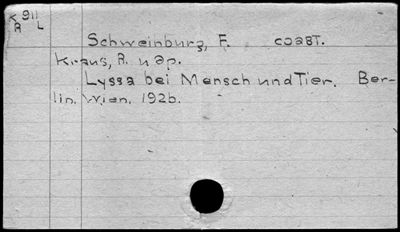 К 911
Я L
Schweinburg, F. соавт.
Kraus, R. и др.
Lyssa bei Mensch und Tier. Ber-
lin. Wien. 1926.